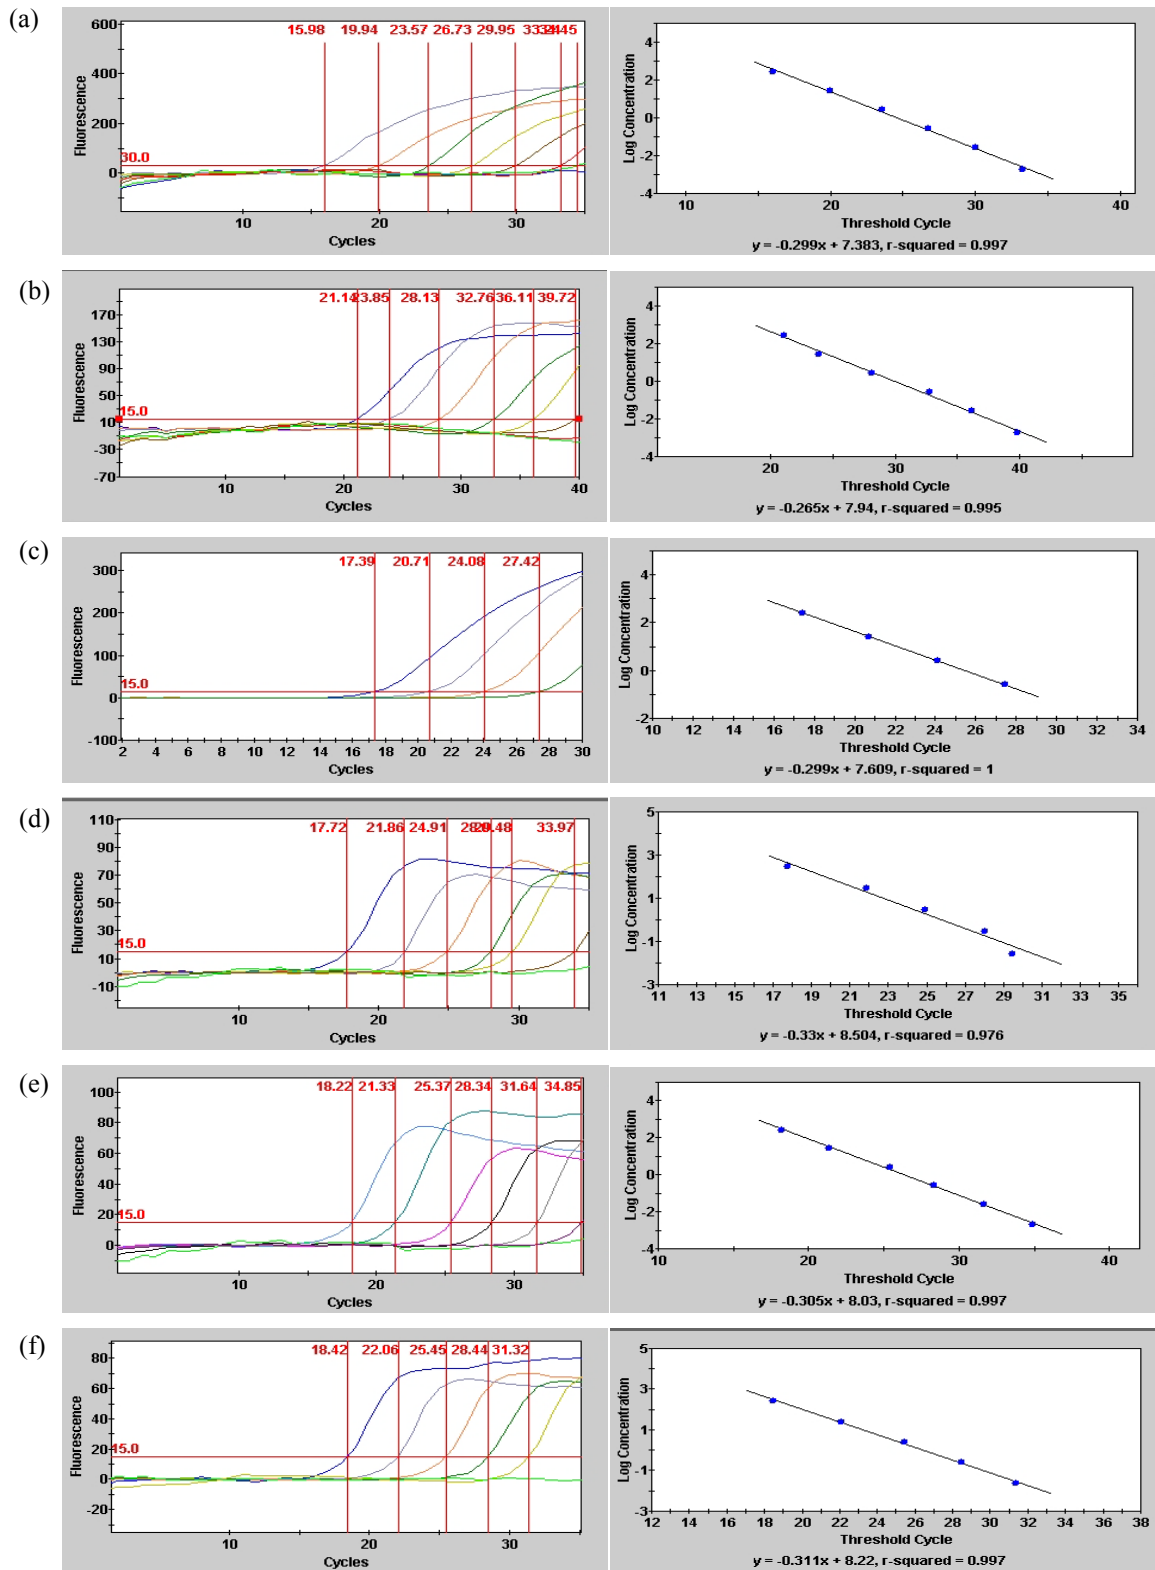 (a)
15.98 19.94 23.57 26.73 29.95
600
400
200
30.0
0
Fluorescence
10 20 30
Cycles
4
2
0
-2
-4
Log Concentration
10 20 30 40
Threshold Cycle
y = -0.299x + 7.383, r-squared = 0.997
(b)
21.14 23.85 28.13 32.76 36.11 39.72
170
130
90
50
15.0
10
-30
-70
Fluorescence
10 20 30 40
Cycles
4
2
0
-2
-4
Log Concentration
20 30 40
Threshold Cycle
y = -0.265x + 7.94, r-squared = 0.995
(c)
17.39 20.71 24.08 27.42
300
200
100
15.0
0
-100
Fluorescence
2 4 6 8 10 12 14 16 18 20 22 24 26 28 30
Cycles
4
2
0
-2
Log Concentration
10 12 14 16 18 20 22 24 26 28 30 32 34
Threshold Cycle
y = -0.299x + 7.609, r-squared = 1
(d)
17.72 21.86 24.91 33.97
110
90
70
50
30
15.0
10
-10
Fluorescence
10 20 30
Cycles
5
3
1
-1
-3
Log Concentration
11 13 15 17 19 21 23 25 27 29 31 33 35
Threshold Cycle
y = -0.33x + 8.504, r-squared = 0.976
(e)
18.22 21.33 25.37 28.34 31.64 34.85
100
80
60
40
20
15.0
0
Fluorescence
10 20 30
Cycles
4
2
0
-2
-4
Log Concentration
10 20 30 40
Threshold Cycle
y = -0.305x + 8.03, r-squared = 0.997
(f)
18.42 22.06 25.45 28.44 31.32
80
60
40
20
15.0
0
-20
Fluorescence
10 20 30
Cycles
5
3
1
-1
-3
Log Concentration
12 14 16 18 20 22 24 26 28 30 32 34 36 38
Threshold Cycle
y = -0.311x + 8.22, r-squared = 0.997